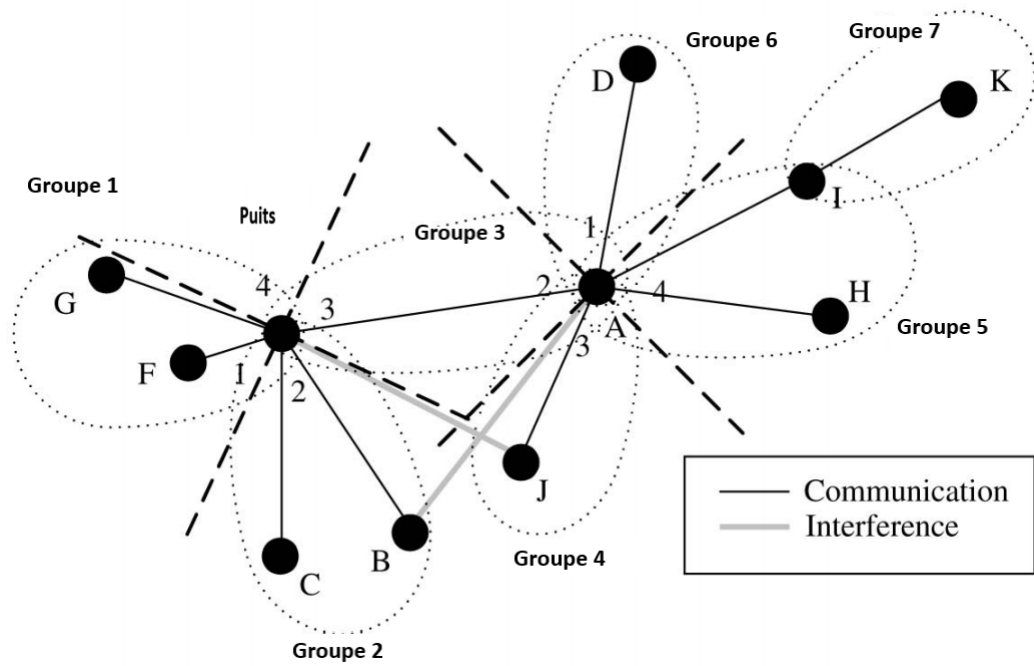 Groupe 6
Groupe 7
D
K
Groupe 1
I
Puits
Groupe 3
1
G
4
3
2
4
H
A
Groupe 5
F
1
2
3
J
Communication
Interference
B
C
Groupe 4
Groupe 2